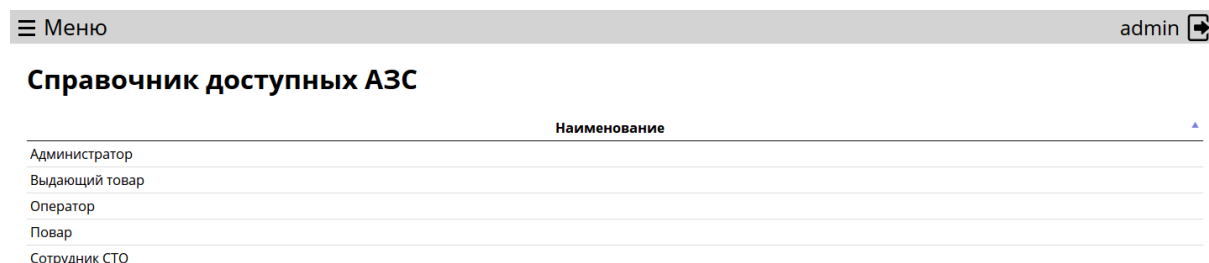 ☰ Меню
admin
Справочник доступных АЗС
Наименование
Администратор
Выдающий товар
Оператор
Повар
Сотрудник СТО